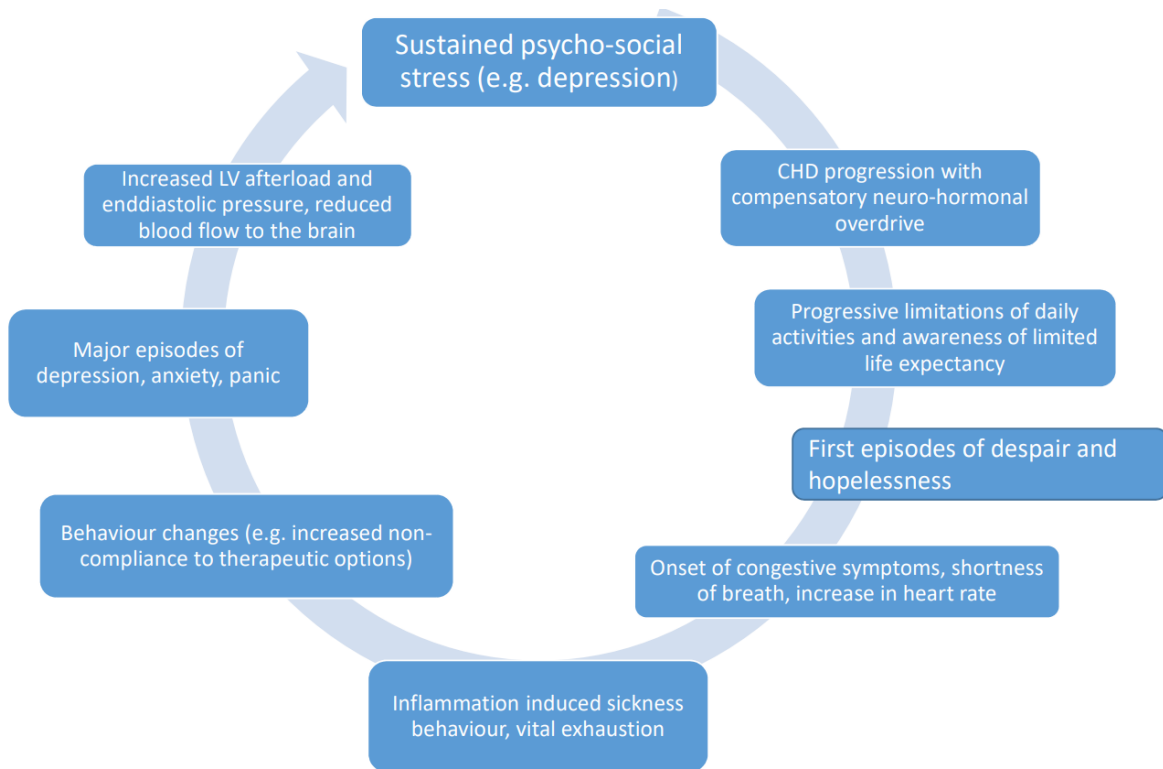 Sustained psycho-social
stress (e.g. depression)
CHD progression with
compensatory neuro-hormonal
overdrive
Progressive limitations of daily
activities and awareness of limited
life expectancy
First episodes of despair and
hopelessness
Onset of congestive symptoms, shortness
of breath, increase in heart rate
Inflammation induced sickness
behaviour, vital exhaustion
Behaviour changes (e.g. increased non-
compliance to therapeutic options)
Major episodes of
depression, anxiety, panic
Increased LV afterload and
enddiastolic pressure, reduced
blood flow to the brain